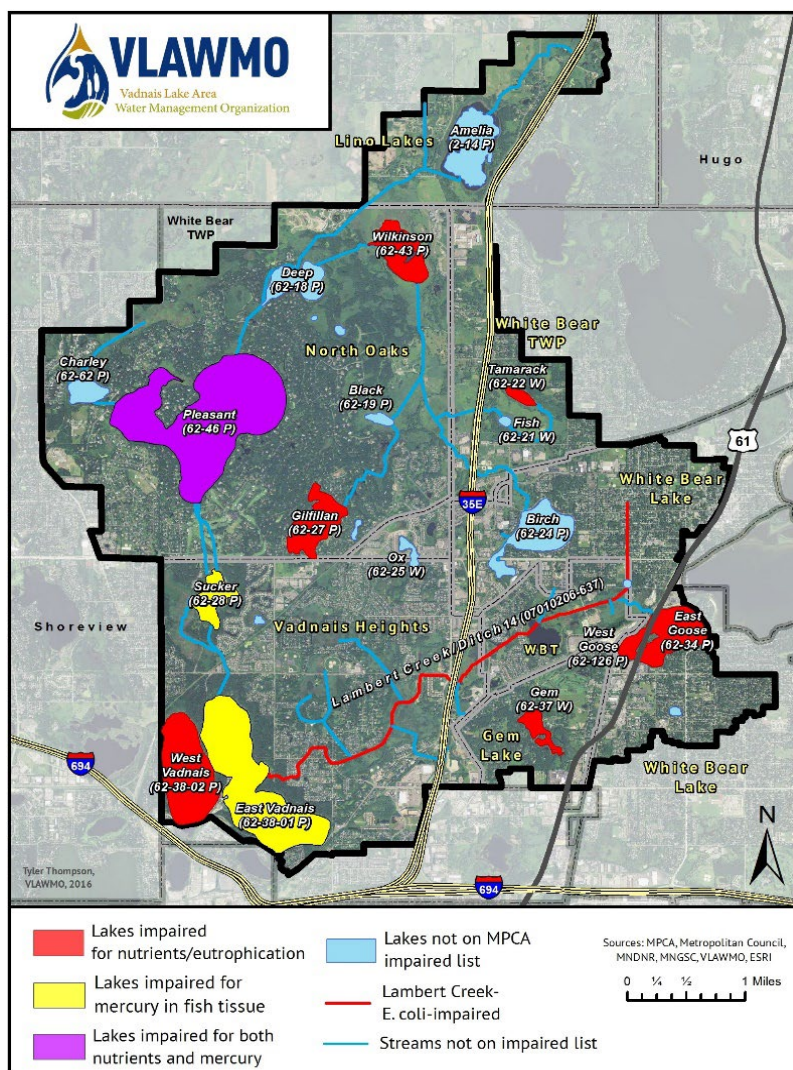 VLAWMO
Vadnais Lake Area
Water Management Organization
Amelia
(2-14 P)
Lino Lakes
Hugo
White Bear
TWP
Wilkinson
(62-43 P)
Deep
(62-18 P)
White Bear
TWP
North Oaks
Charley
(62-62 P)
Tamarack
(62-22 W)
Black
(62-19 P)
Pleasant
(62-46 P)
Fish
(62-21 W)
61
White Bear
Lake
35E
Gilfillan
(62-27 P)
Birch
(62-24 P)
Ox
(62-25 W)
Sucker
(62-28 P)
Shoreview
Vadnais Heights
Lambert Creek/Ditch 14 (07010206-637)
WBT
West
Goose
(62-126 P)
East
Goose
(62-34 P)
Gem
(62-37 W)
Gem
Lake
West
Vadnais
(62-38-02 P)
694
East Vadnais
(62-38-01 P)
White Bear
Lake
N
Tyler Thompson,
VLAWMO, 2016
694
Lakes impaired
for nutrients/eutrophication
Lakes impaired for
mercury in fish tissue
Lakes impaired for both
nutrients and mercury
Lakes not on MPCA
impaired list
Lambert Creek-
E. coli-impaired
Streams not on impaired list
Sources: MPCA, Metropolitan Council,
MNDNR, MNGSC, VLAWMO, ESRI
0 ¼ ½ 1 Miles